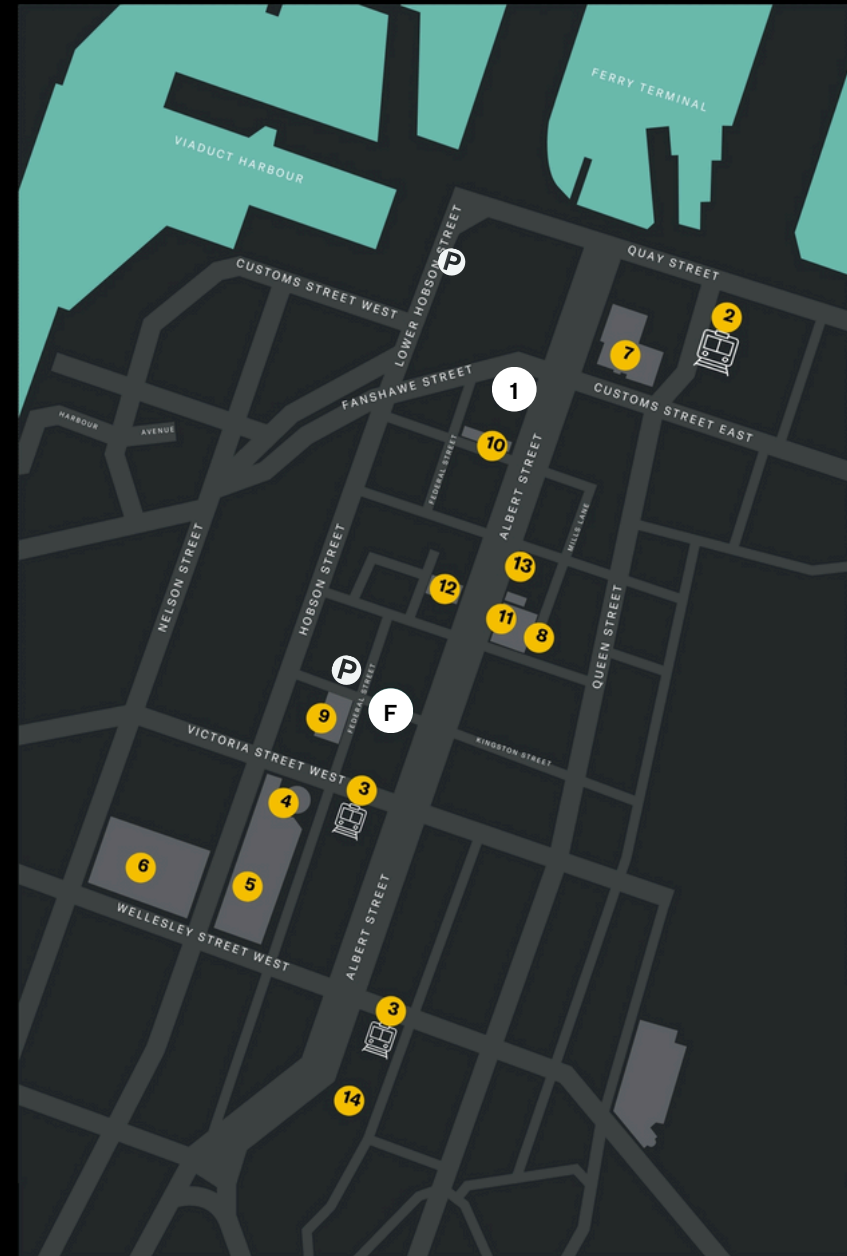 FERRY TERMINAL
VIADUCT HARBOUR
LOWER HOBSON STREET
QUAY STREET
P
CUSTOMS STREET WEST
2
7
FANSHAWE STREET
1
CUSTOMS STREET EAST
HARBOUR
AVENUE
10
FEDERAL STREET
ALBERT STREET
MILLS LANE
NELSON STREET
HOBSON STREET
13
12
11
8
QUEEN STREET
P
FEDERAL STREET
9
F
VICTORIA STREET WEST
KINGSTON STREET
3
4
6
5
WELLESLEY STREET WEST
ALBERT STREET
3
14